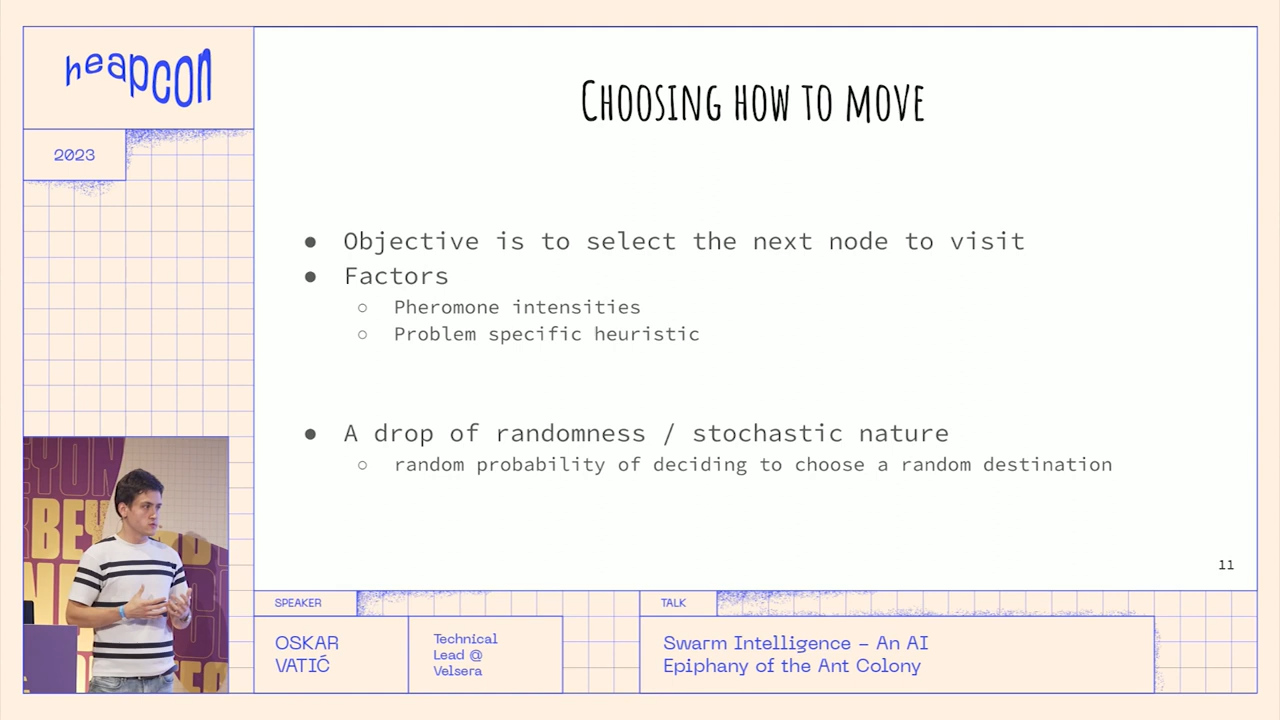 heapcon
2023
Choosing how to move
● Objective is to select the next node to visit
● Factors
○ Pheromone intensities
○ Problem specific heuristic
● A drop of randomness / stochastic nature
○ random probability of deciding to choose a random destination
11
BEYOND
SPEAKER
OSKAR
VATIĆ
Technical
Lead @
Velsera
TALK
Swarm Intelligence – An AI
Epiphany of the Ant Colony